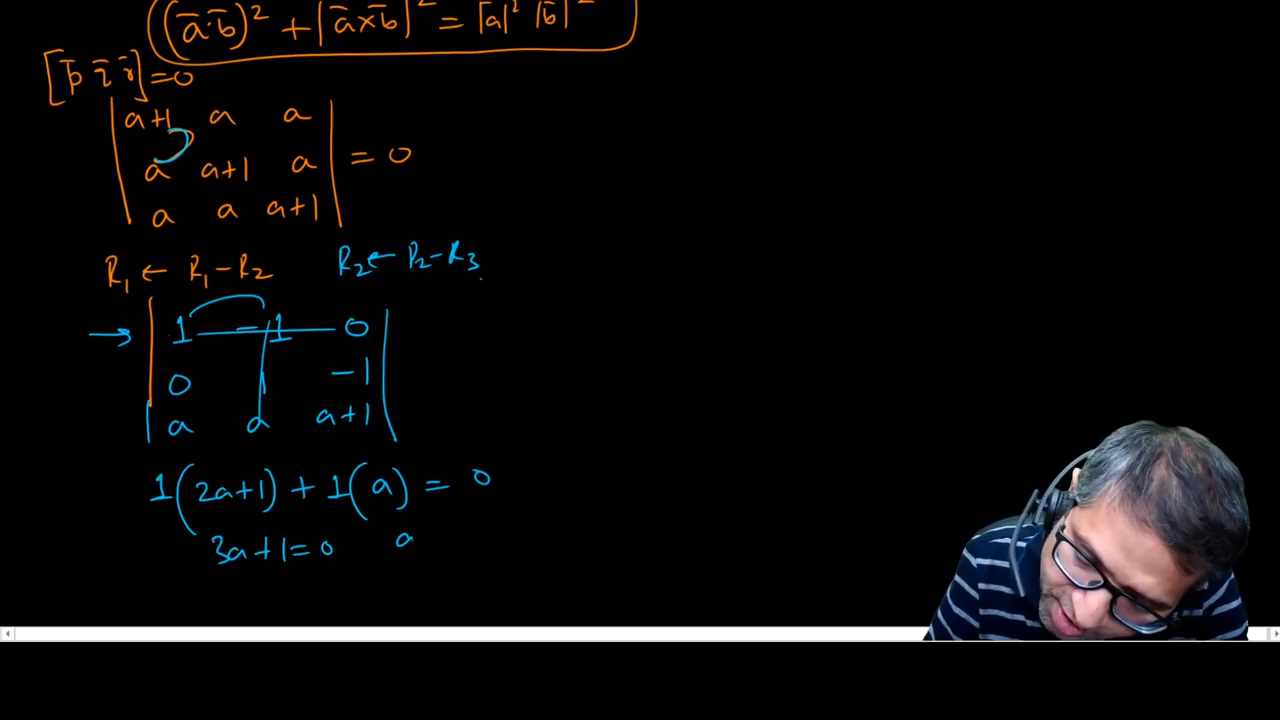 (ā·b̄)² + |ā×b̄|² = |ā|² |b̄|²
[p̄ q̄ r̄] = 0
| a+1 a a |
| a a+1 a | = 0
| a a a+1 |
R₁ ← R₁-R₂ R₂ ← R₂-R₃
→ | 1 -1 0 |
| 0 1 -1 |
| a a a+1 |
1(2a+1) + 1(a) = 0
3a+1=0 a